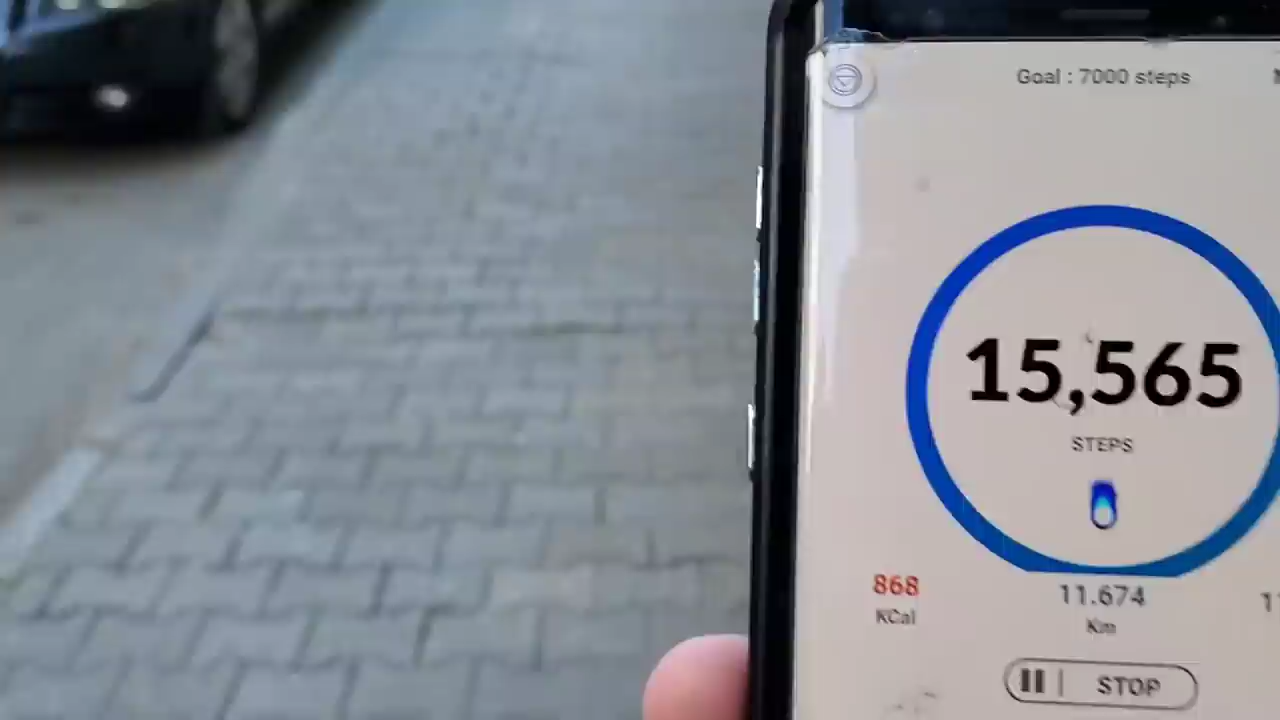 Goal : 7000 steps
15,565
STEPS
868
KCal
11.674
Km
STOP